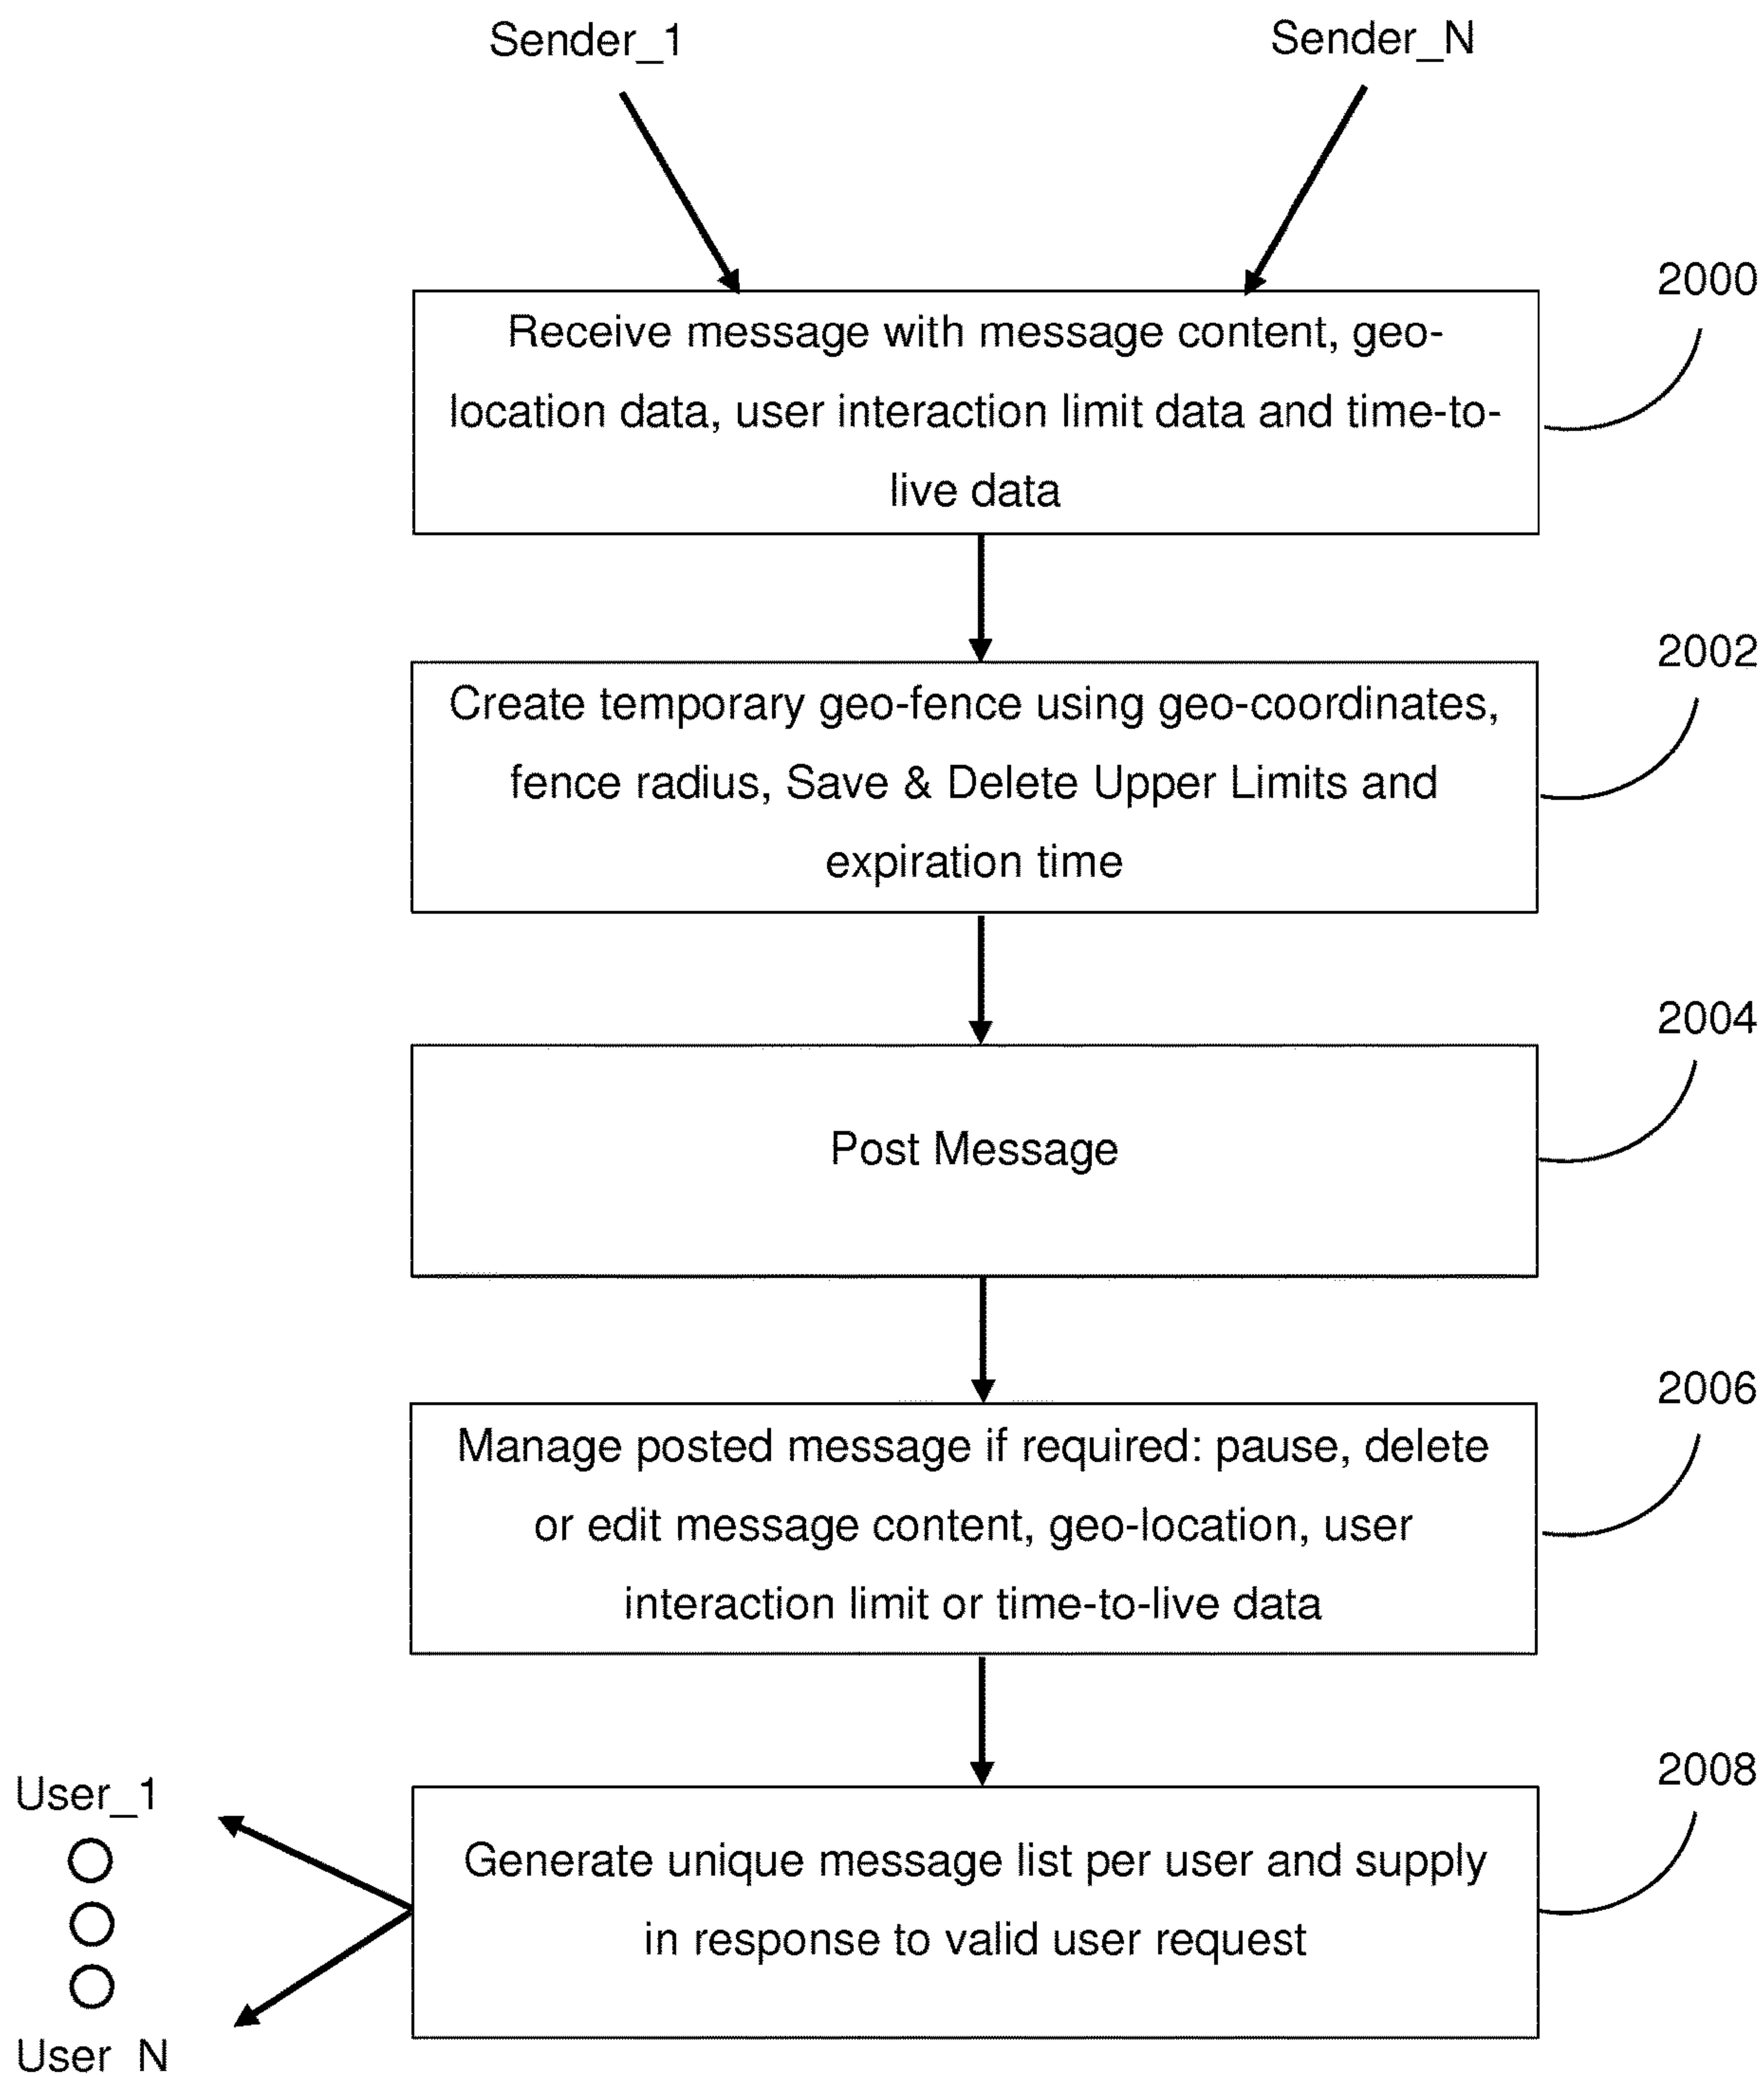 Sender_1
Sender_N
2000
Receive message with message content, geo-
location data, user interaction limit data and time-to-
live data
2002
Create temporary geo-fence using geo-coordinates,
fence radius, Save & Delete Upper Limits and
expiration time
2004
Post Message
2006
Manage posted message if required: pause, delete
or edit message content, geo-location, user
interaction limit or time-to-live data
2008
User_1
Generate unique message list per user and supply
in response to valid user request
User N